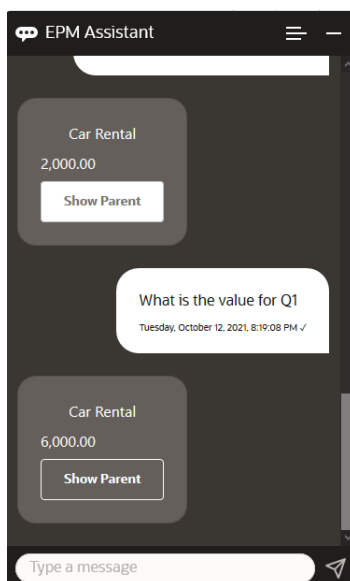 EPM Assistant
Car Rental
2,000.00
Show Parent
What is the value for Q1
Tuesday, October 12, 2021, 8:19:08 PM ✓
Car Rental
6,000.00
Show Parent
Type a message